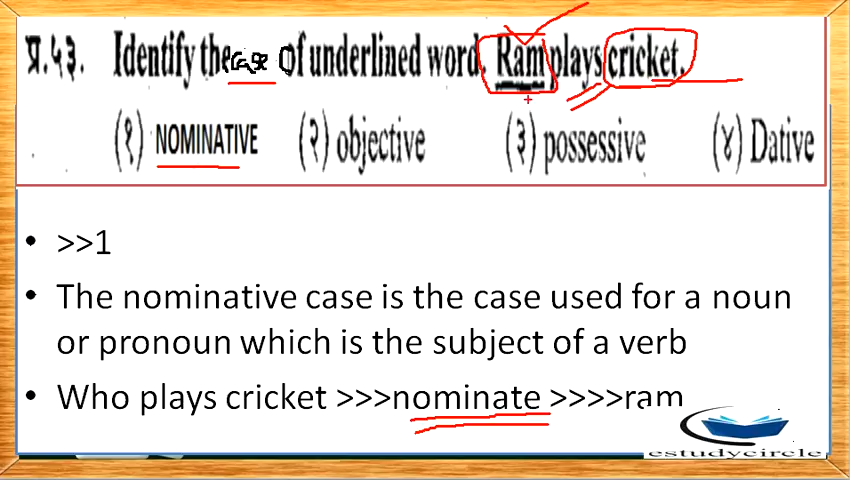 प्र.५३. Identify the case of underlined word. Ram plays cricket.
(१) NOMINATIVE (२) objective (३) possessive (४) Dative
• >>1
• The nominative case is the case used for a noun
or pronoun which is the subject of a verb
• Who plays cricket >>>nominate >>>>ram
estudycircle